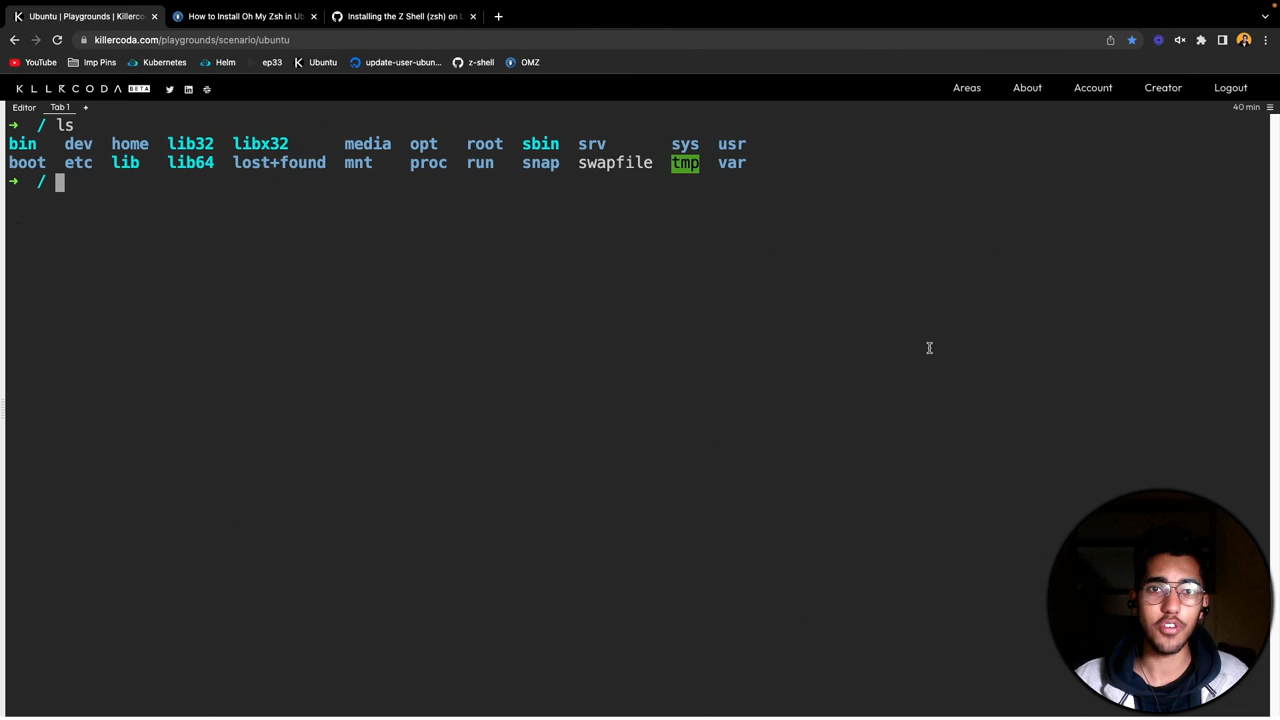 Ubuntu | Playgrounds | Killerco
How to Install Oh My Zsh in Ub
Installing the Z Shell (zsh) on L
killercoda.com/playgrounds/scenario/ubuntu
YouTube Imp Pins Kubernetes Helm ep33 Ubuntu update-user-ubun... z-shell OMZ
KILLERCODA BETA Areas About Account Creator Logout
Editor Tab 1 + 40 min
➜ / ls
bin dev home lib32 libx32 media opt root sbin srv sys usr
boot etc lib lib64 lost+found mnt proc run snap swapfile tmp var
➜ /